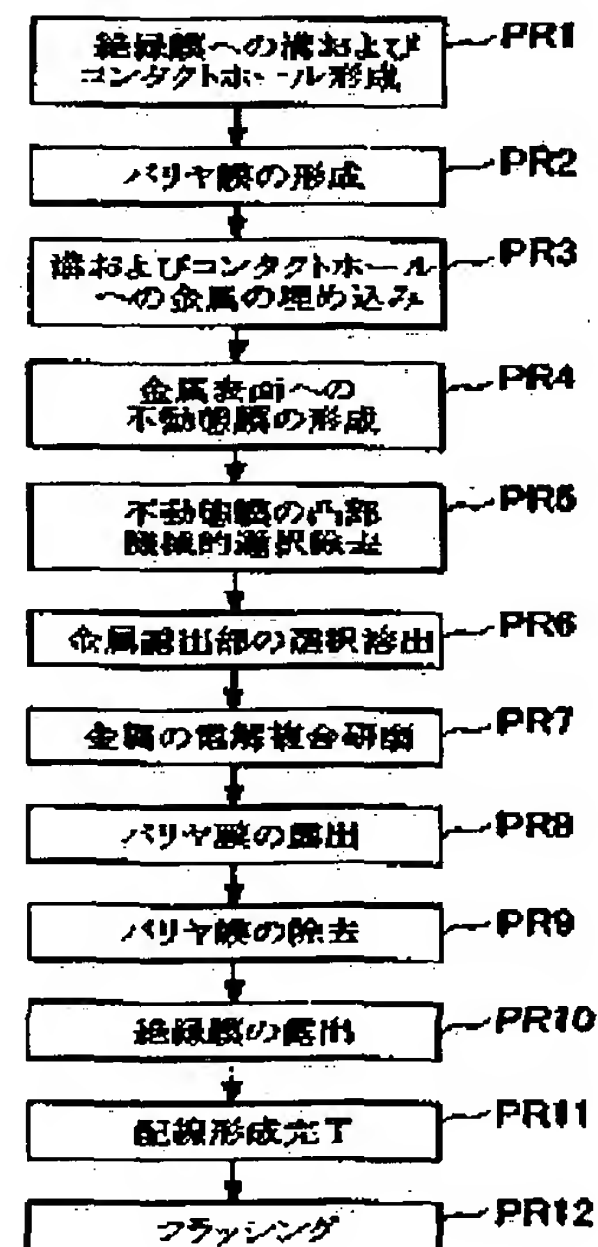 絶縁膜への溝および
コンタクトホール形成
PR1
バリヤ膜の形成
PR2
溝およびコンタクトホール
への金属の埋め込み
PR3
金属表面への
不動態膜の形成
PR4
不動態膜の凸部
機械的選択除去
PR5
金属露出部の選択溶出
PR6
金属の電解複合研磨
PR7
バリヤ膜の露出
PR8
バリヤ膜の除去
PR9
絶縁膜の露出
PR10
配線形成完了
PR11
フラッシング
PR12